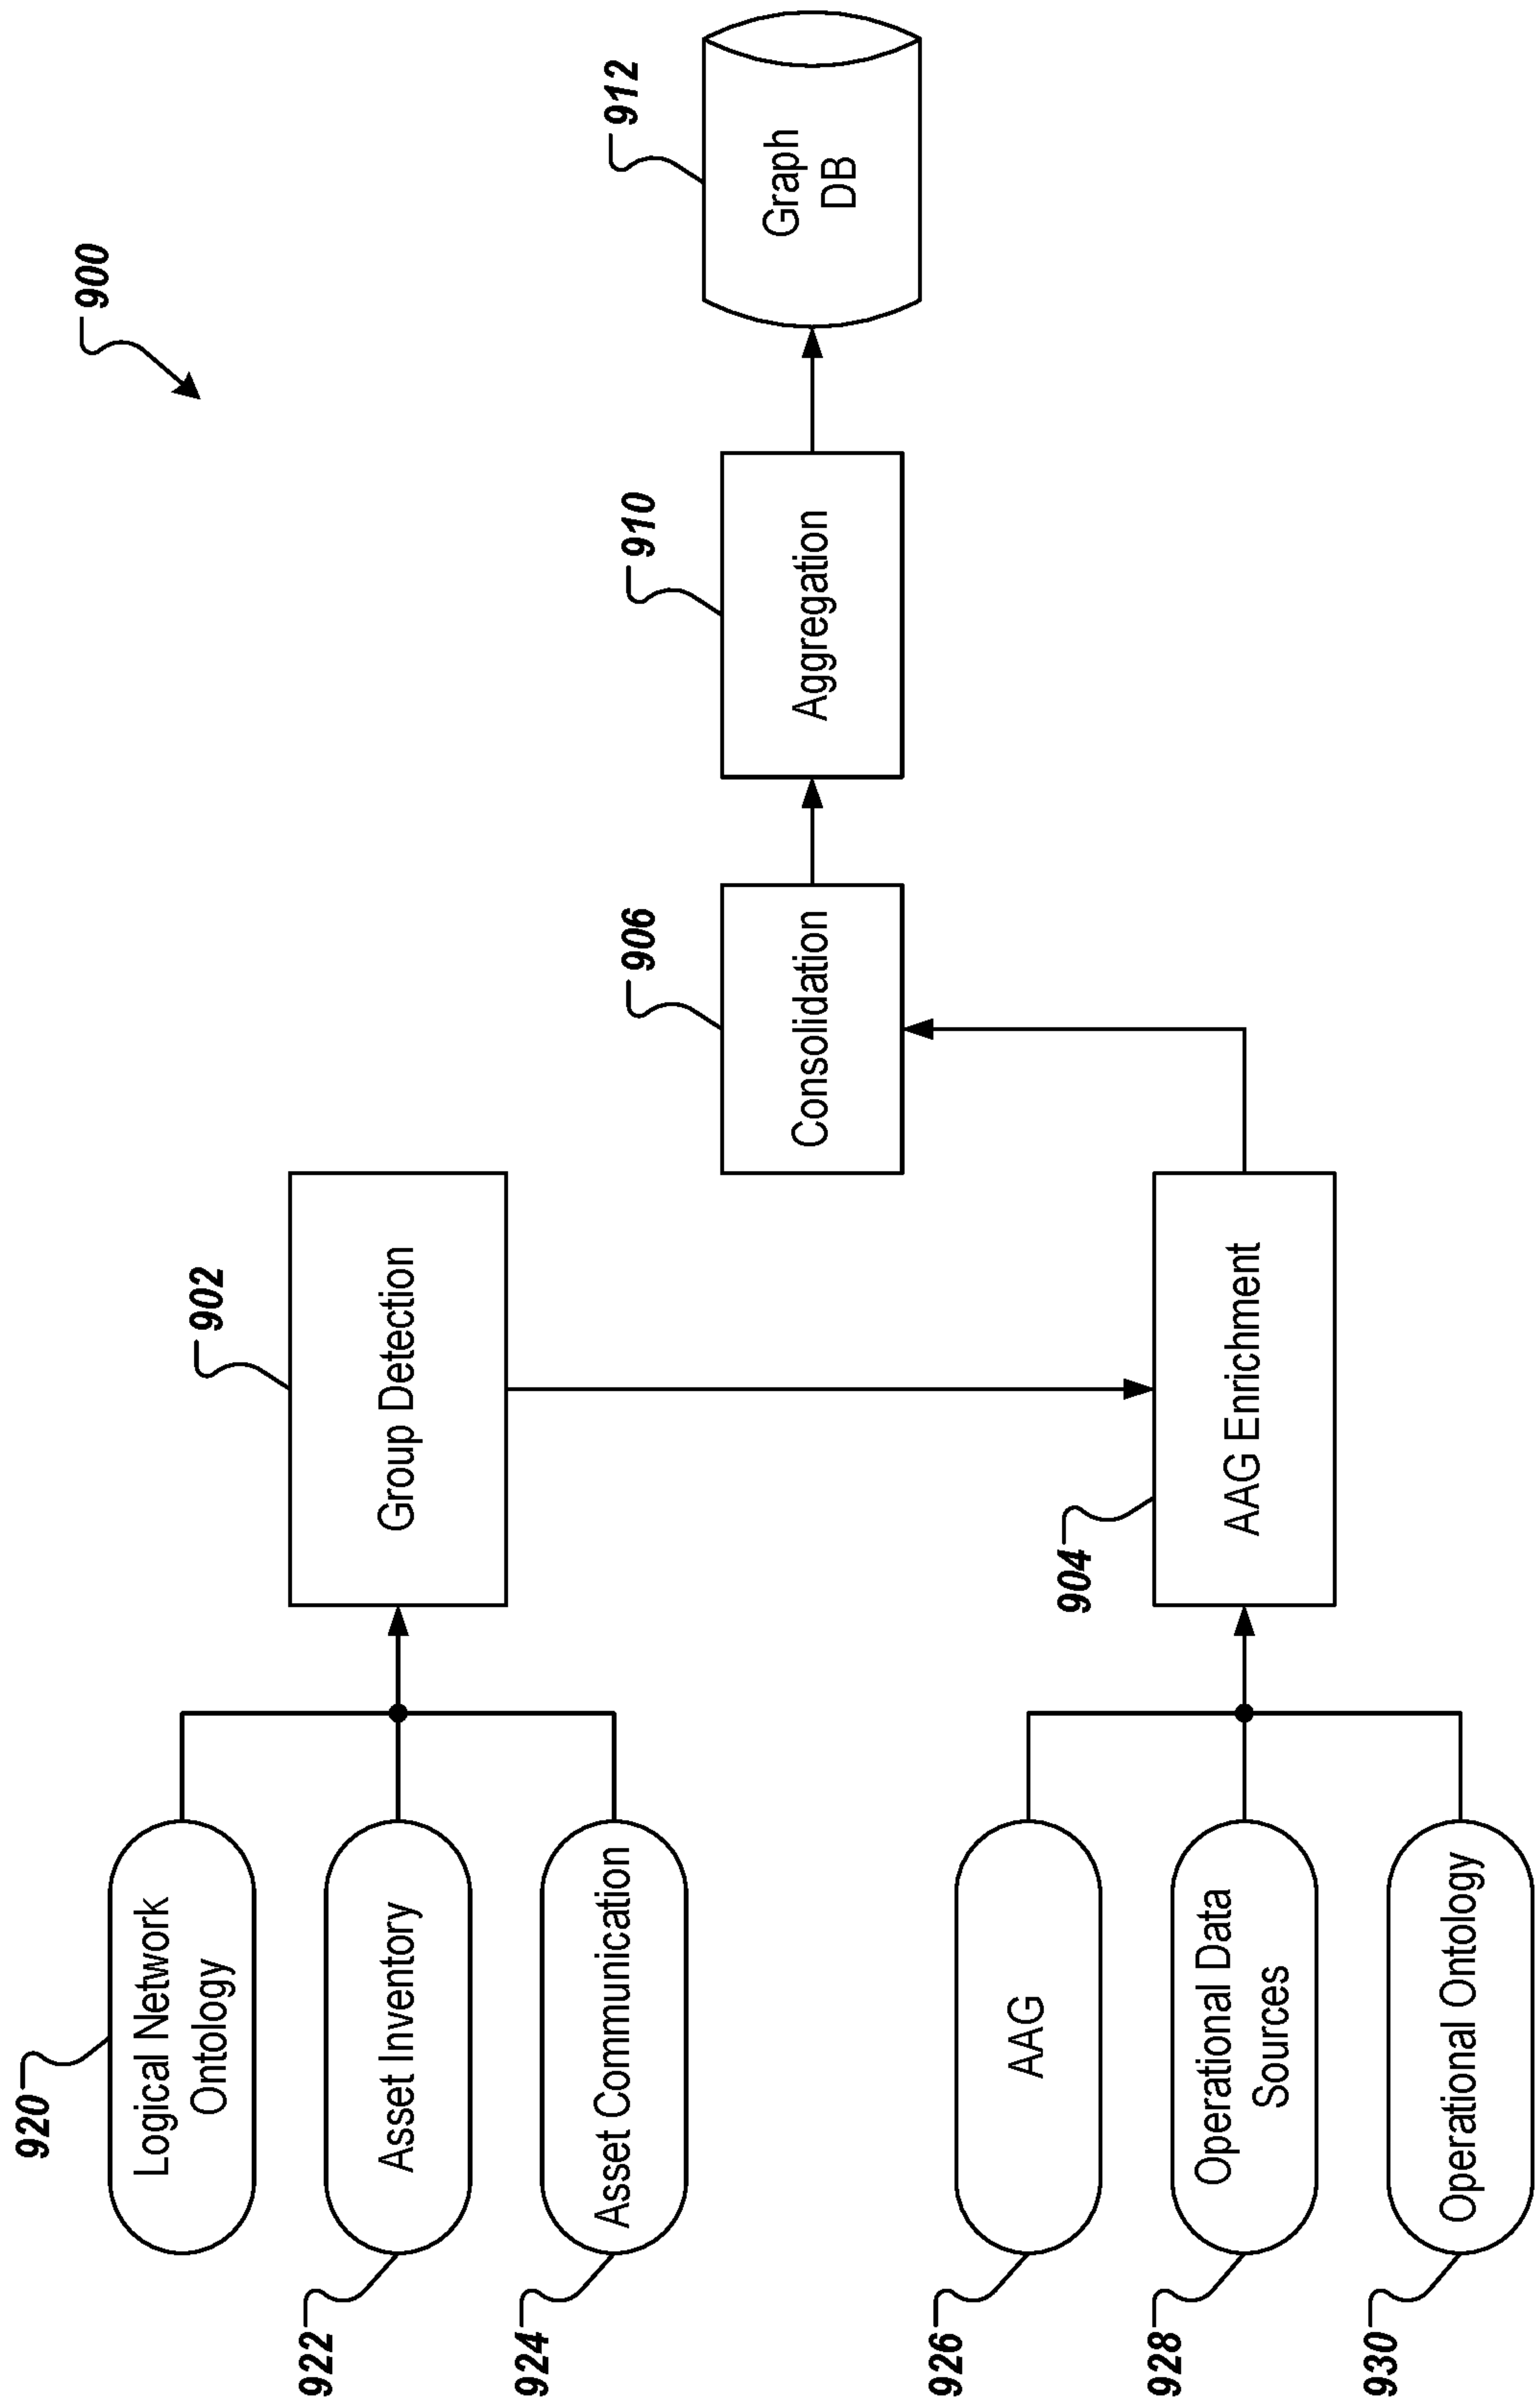 900
920
Logical Network
Ontology
922
Asset Inventory
924
Asset Communication
902
Group Detection
926
AAG
928
Operational Data
Sources
930
Operational Ontology
904
AAG Enrichment
906
Consolidation
910
Aggregation
912
Graph
DB